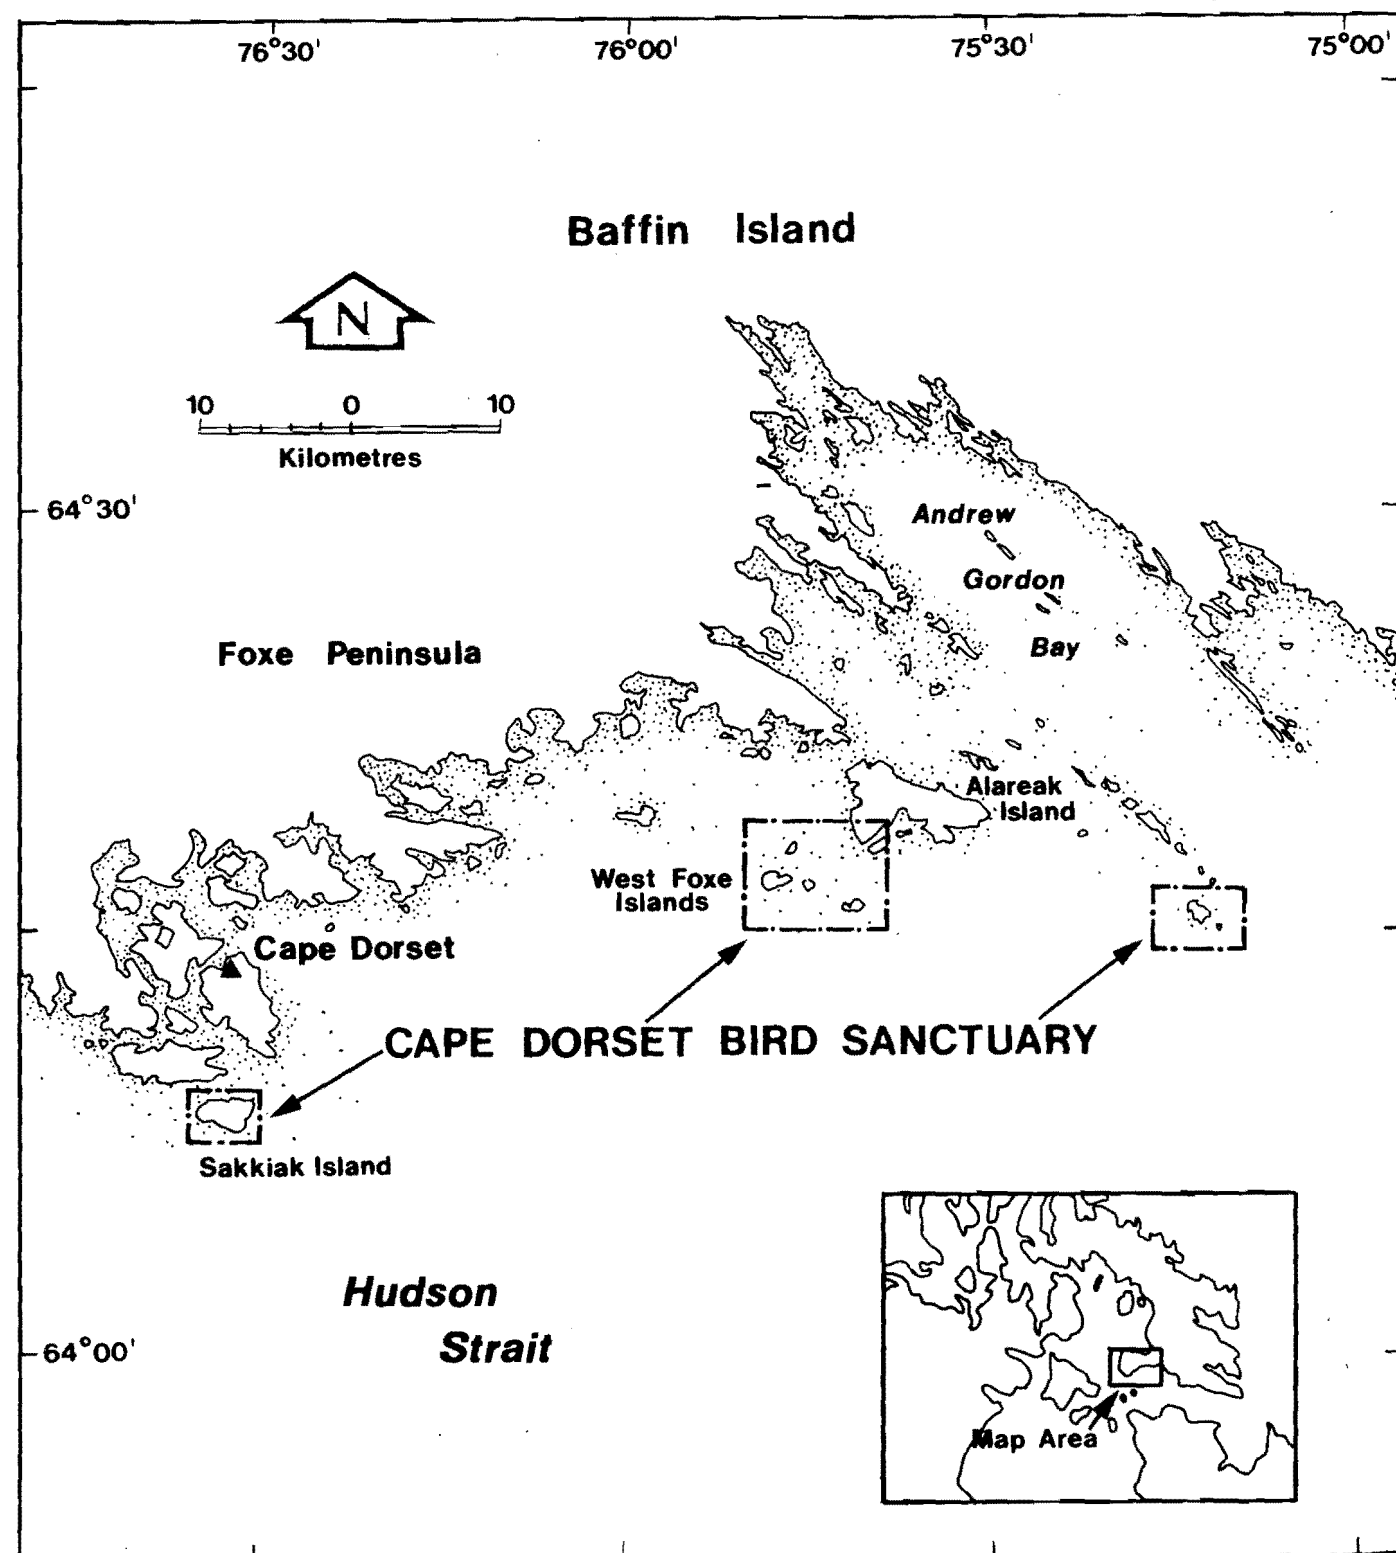 76°30'
76°00'
75°30'
75°00'
Baffin Island
N
10 0 10
Kilometres
64°30'
Andrew
Gordon
Bay
Foxe Peninsula
Alareak
Island
West Foxe
Islands
Cape Dorset
CAPE DORSET BIRD SANCTUARY
Sakkiak Island
Hudson
Strait
64°00'
Map Area